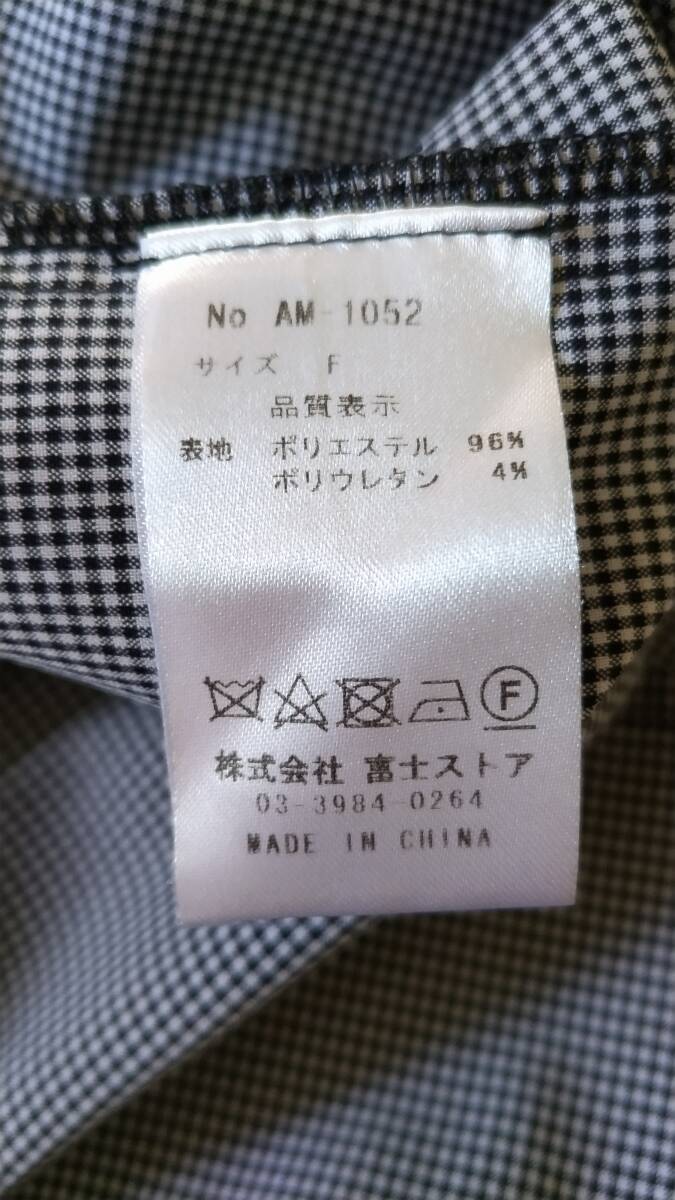 No AM-1052
サイズ F
品質表示
表地 ポリエステル 96%
ポリウレタン 4%
F
株式会社 富士ストア
03-3984-0264
MADE IN CHINA